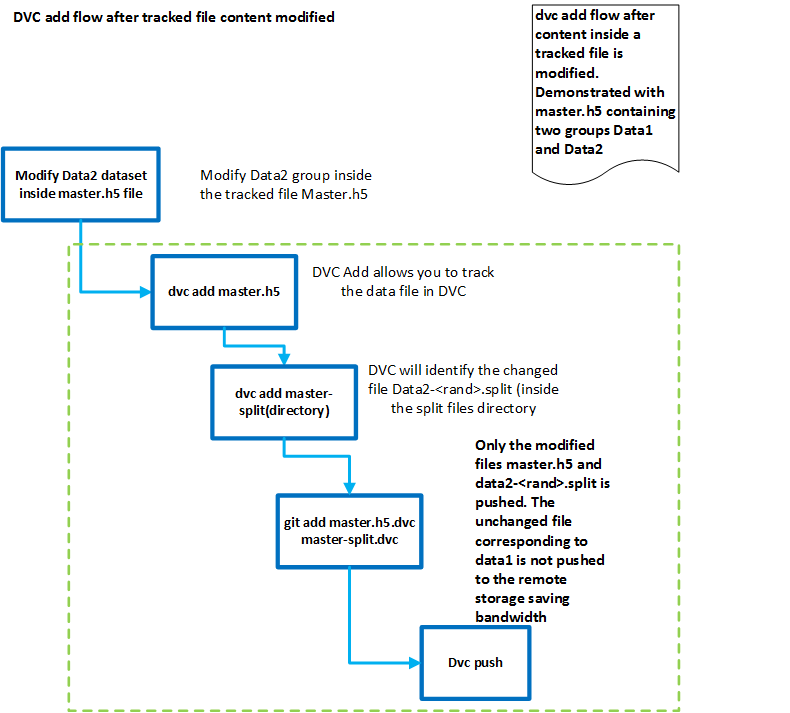 DVC add flow after tracked file content modified
dvc add flow after
content inside a
tracked file is
modified.
Demonstrated with
master.h5 containing
two groups Data1
and Data2
Modify Data2 dataset
inside master.h5 file
Modify Data2 group inside
the tracked file Master.h5
dvc add master.h5
DVC Add allows you to track
the data file in DVC
dvc add master-
split(directory)
DVC will identify the changed
file Data2-<rand>.split (inside
the split files directory
git add master.h5.dvc
master-split.dvc
Only the modified
files master.h5 and
data2-<rand>.split is
pushed. The
unchanged file
corresponding to
data1 is not pushed
to the remote
storage saving
bandwidth
Dvc push